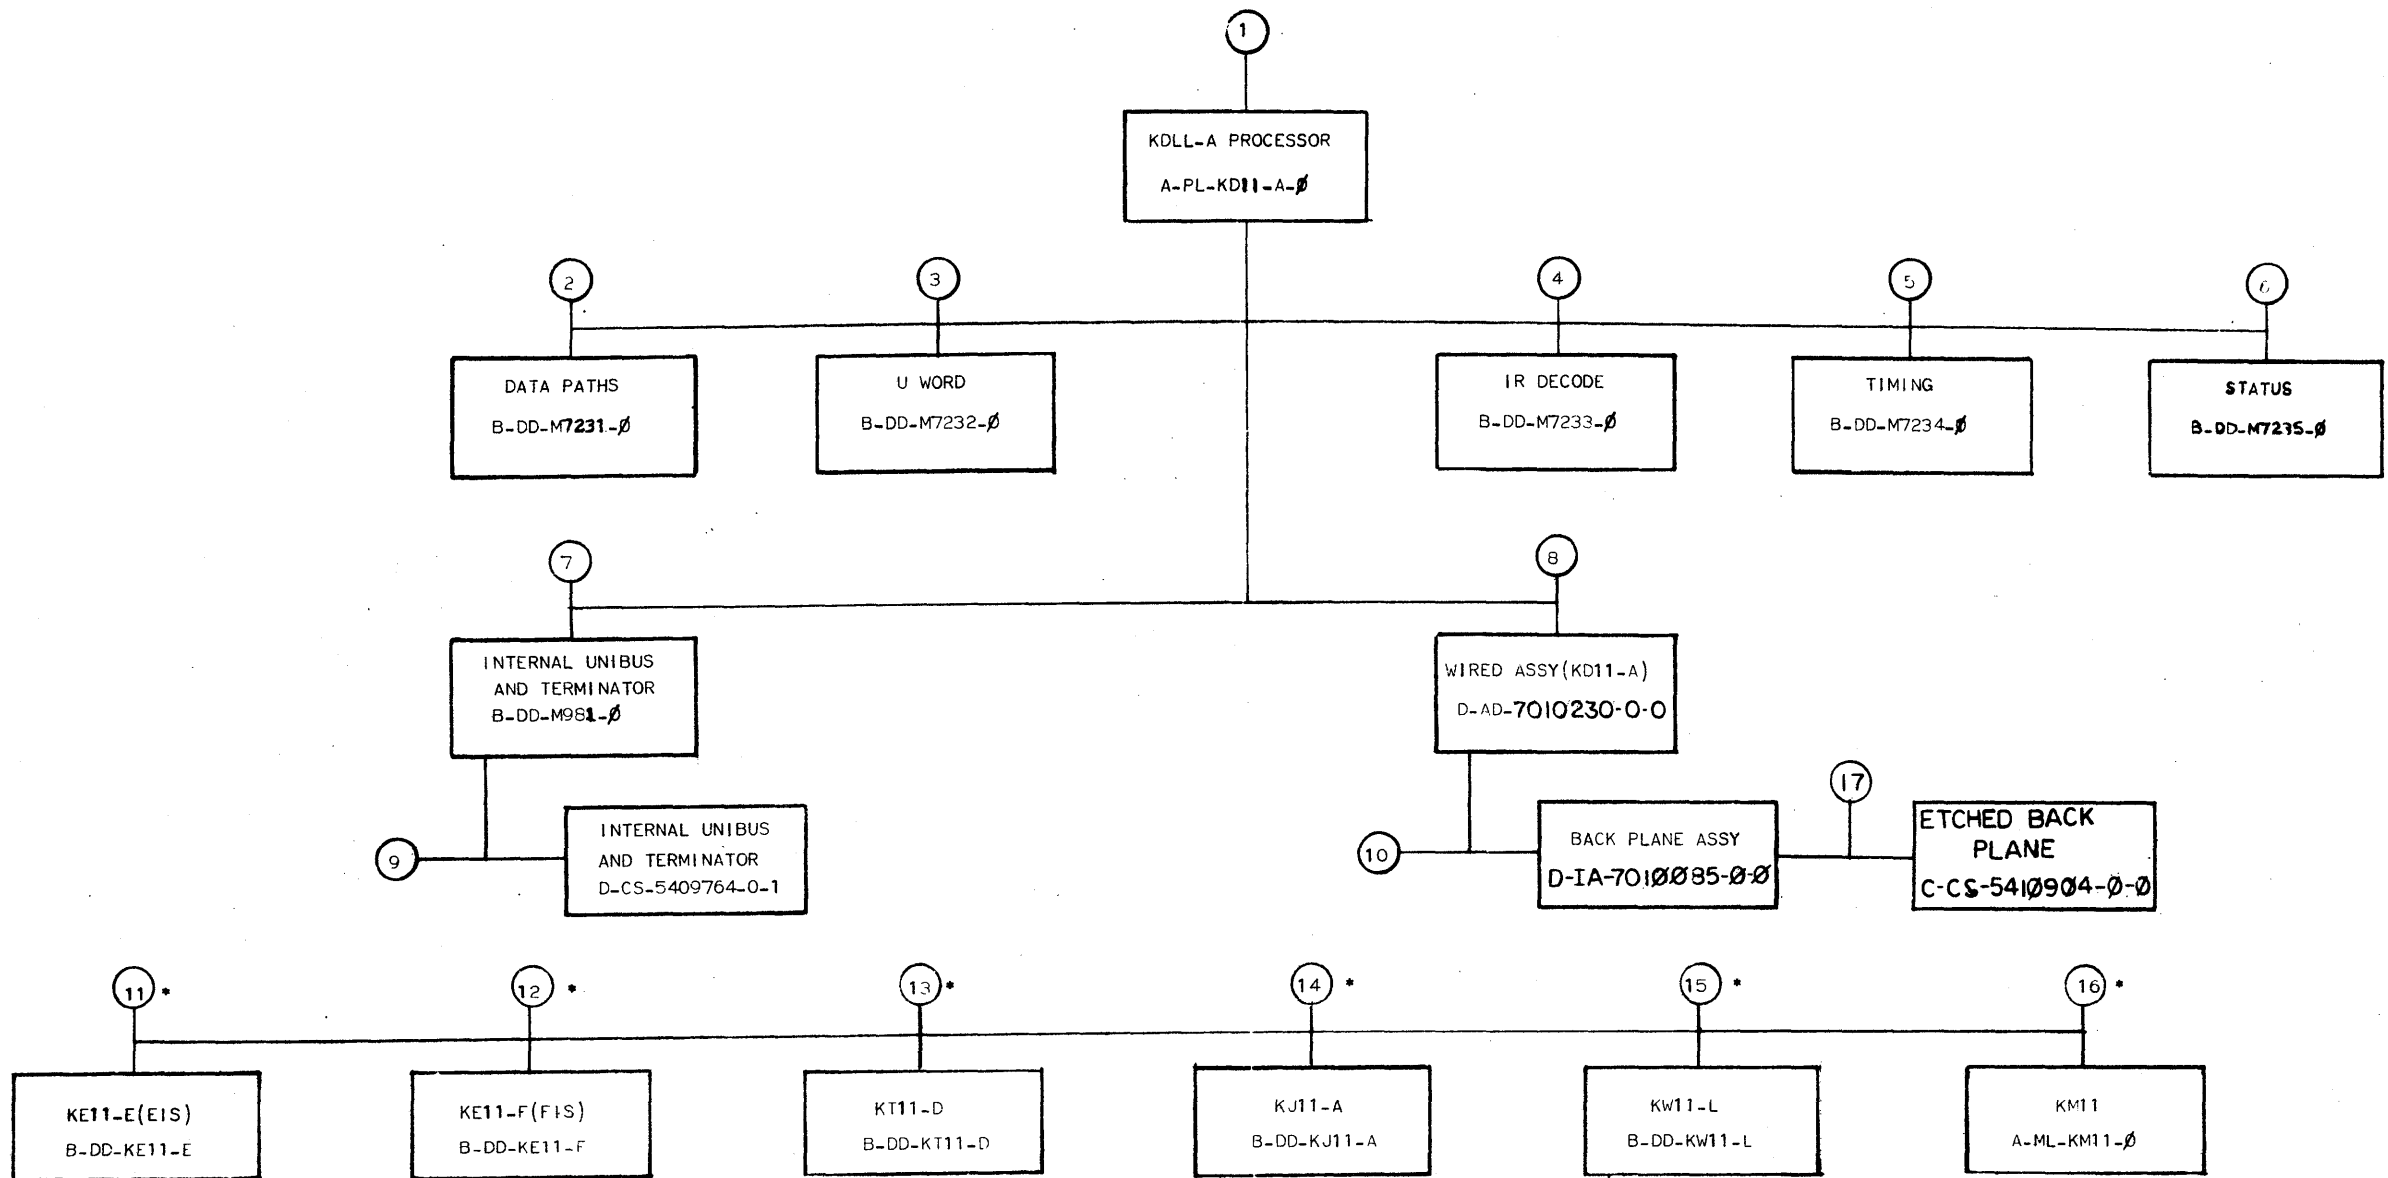 1
KDLL-A PROCESSOR
A-PL-KD11-A-Ø
2
3
4
5
6
DATA PATHS
B-DD-M7231-Ø
U WORD
B-DD-M7232-Ø
IR DECODE
B-DD-M7233-Ø
TIMING
B-DD-M7234-Ø
STATUS
B-DD-M7235-Ø
7
8
INTERNAL UNIBUS
AND TERMINATOR
B-DD-M981-Ø
WIRED ASSY(KD11-A)
D-AD-7010230-0-0
9
INTERNAL UNIBUS
AND TERMINATOR
D-CS-5409764-0-1
10
BACK PLANE ASSY
D-IA-701ØØ85-Ø-Ø
17
ETCHED BACK
PLANE
C-CS-541Ø9Ø4-Ø-Ø
11 *
12 *
13 *
14 *
15 *
16 *
KE11-E(EIS)
B-DD-KE11-E
KE11-F(FIS)
B-DD-KE11-F
KT11-D
B-DD-KT11-D
KJ11-A
B-DD-KJ11-A
KW11-L
B-DD-KW11-L
KM11
A-ML-KM11-Ø